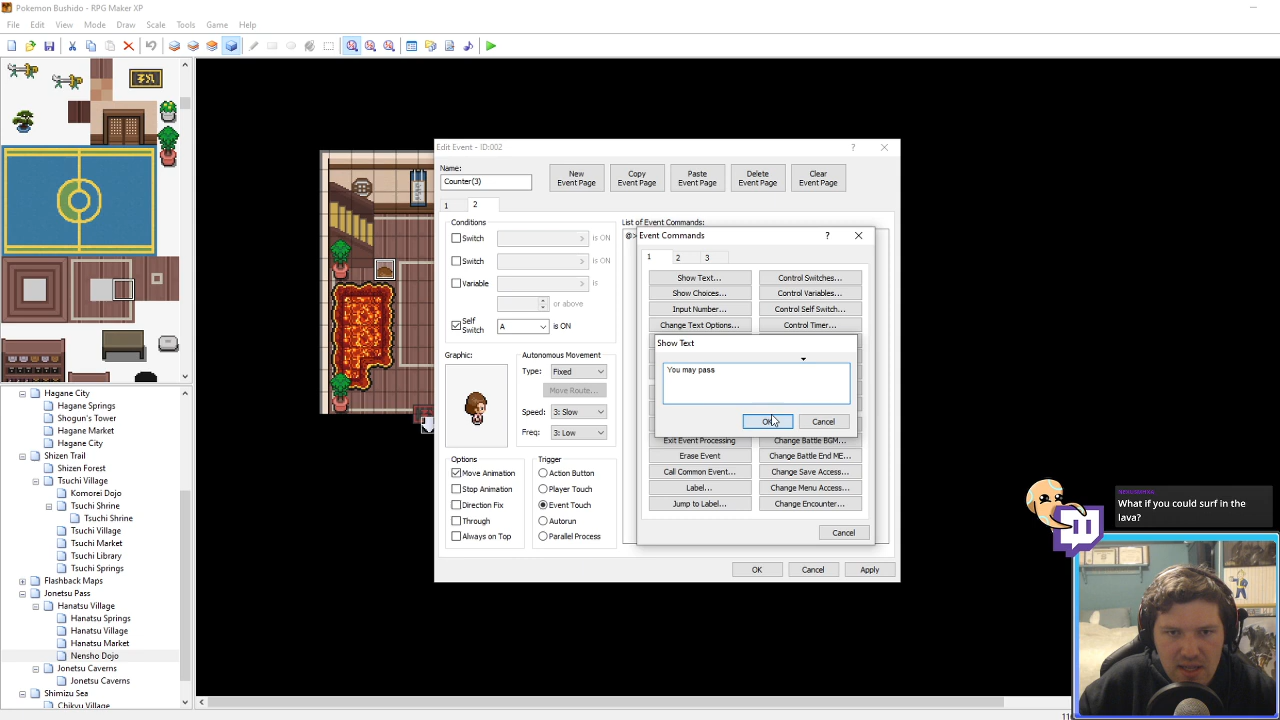 Pokemon Bushido - RPG Maker XP
File Edit View Mode Draw Scale Tools Game Help
Edit Event - ID:002
Name:
Counter(3)
New Event Page
Copy Event Page
Paste Event Page
Delete Event Page
Clear Event Page
1 2
Conditions
Switch is ON
Switch is ON
Variable is
or above
Self Switch A is ON
Graphic:
Autonomous Movement
Type: Fixed
Move Route...
Speed: 3: Slow
Freq: 3: Low
Options
Move Animation
Stop Animation
Direction Fix
Through
Always on Top
Trigger
Action Button
Player Touch
Event Touch
Autorun
Parallel Process
List of Event Commands:
@>
Event Commands
1 2 3
Show Text... Control Switches...
Show Choices... Control Variables...
Input Number... Control Self Switch...
Change Text Options... Control Timer...
Show Text
You may pass
OK Cancel
Exit Event Processing Change Battle BGM...
Erase Event Change Battle End ME...
Call Common Event... Change Save Access...
Label... Change Menu Access...
Jump to Label... Change Encounter...
Cancel
OK Cancel Apply
Hagane City
Hagane Springs
Shogun's Tower
Hagane Market
Hagane City
Shizen Trail
Shizen Forest
Tsuchi Village
Komorei Dojo
Tsuchi Shrine
Tsuchi Shrine
Tsuchi Village
Tsuchi Market
Tsuchi Library
Tsuchi Springs
Flashback Maps
Jonetsu Pass
Hanatsu Village
Hanatsu Springs
Hanatsu Village
Hanatsu Market
Nensho Dojo
Jonetsu Caverns
Jonetsu Caverns
Shimizu Sea
Chikyu Village
What if you could surf in the
lava?